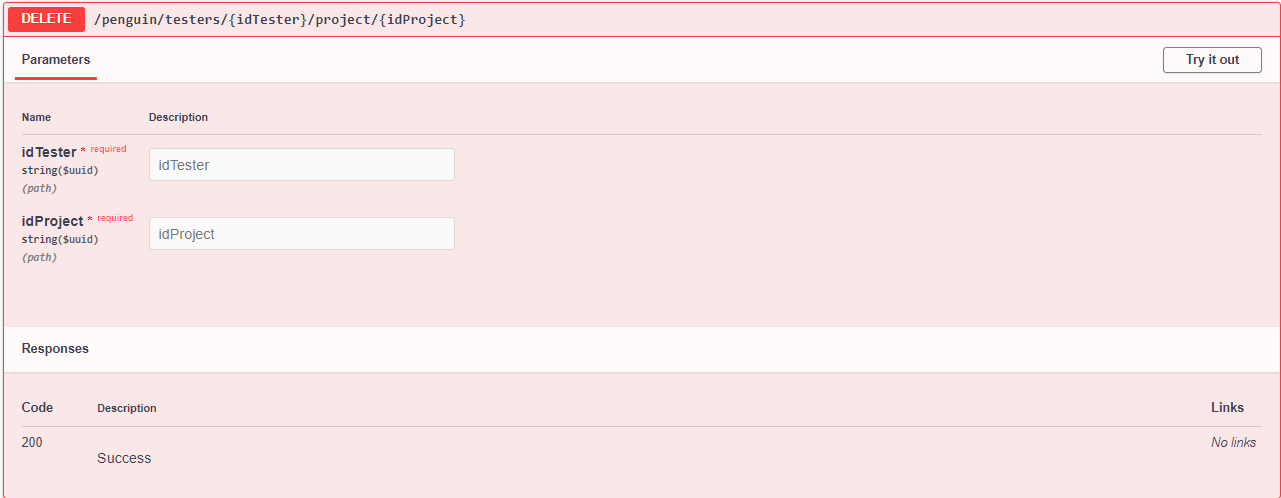 DELETE /penguin/testers/{idTester}/project/{idProject}
Parameters Try it out
Name Description
idTester * required
string($uuid)
(path)
idTester
idProject * required
string($uuid)
(path)
idProject
Responses
Code Description Links
200 No links
Success